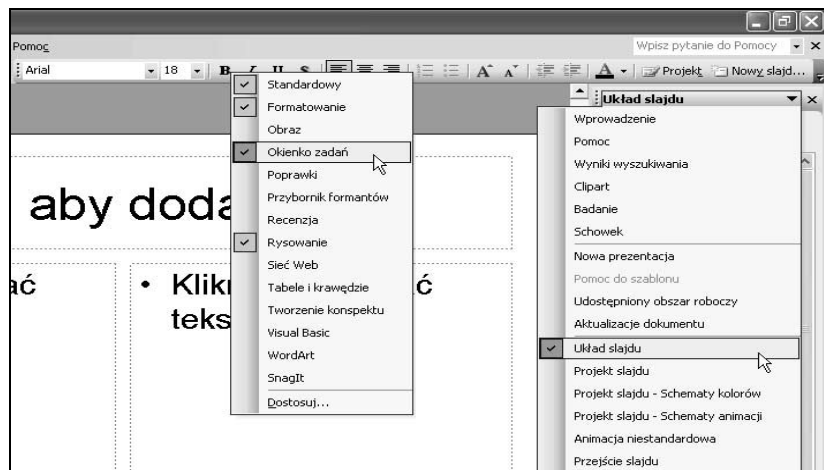 Pomoc
Wpisz pytanie do Pomocy
Arial 18 B I U S A A A Projekt Nowy slajd...
Układ slajdu
Standardowy
Formatowanie
Obraz
Okienko zadań
Poprawki
Przybornik formantów
Recenzja
Rysowanie
Sieć Web
Tabele i krawędzie
Tworzenie konspektu
Visual Basic
WordArt
SnagIt
Dostosuj...
Wprowadzenie
Pomoc
Wyniki wyszukiwania
Clipart
Badanie
Schowek
Nowa prezentacja
Pomoc do szablonu
Udostępniony obszar roboczy
Aktualizacje dokumentu
Układ slajdu
Projekt slajdu
Projekt slajdu - Schematy kolorów
Projekt slajdu - Schematy animacji
Animacja niestandardowa
Przejście slajdu
aby doda
ać
• Klikn ć
teks